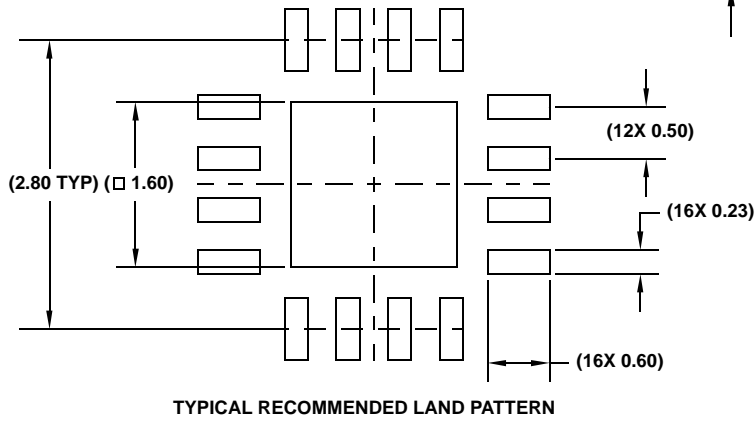 (12X 0.50)
(2.80 TYP) (□ 1.60)
(16X 0.23)
(16X 0.60)
TYPICAL RECOMMENDED LAND PATTERN